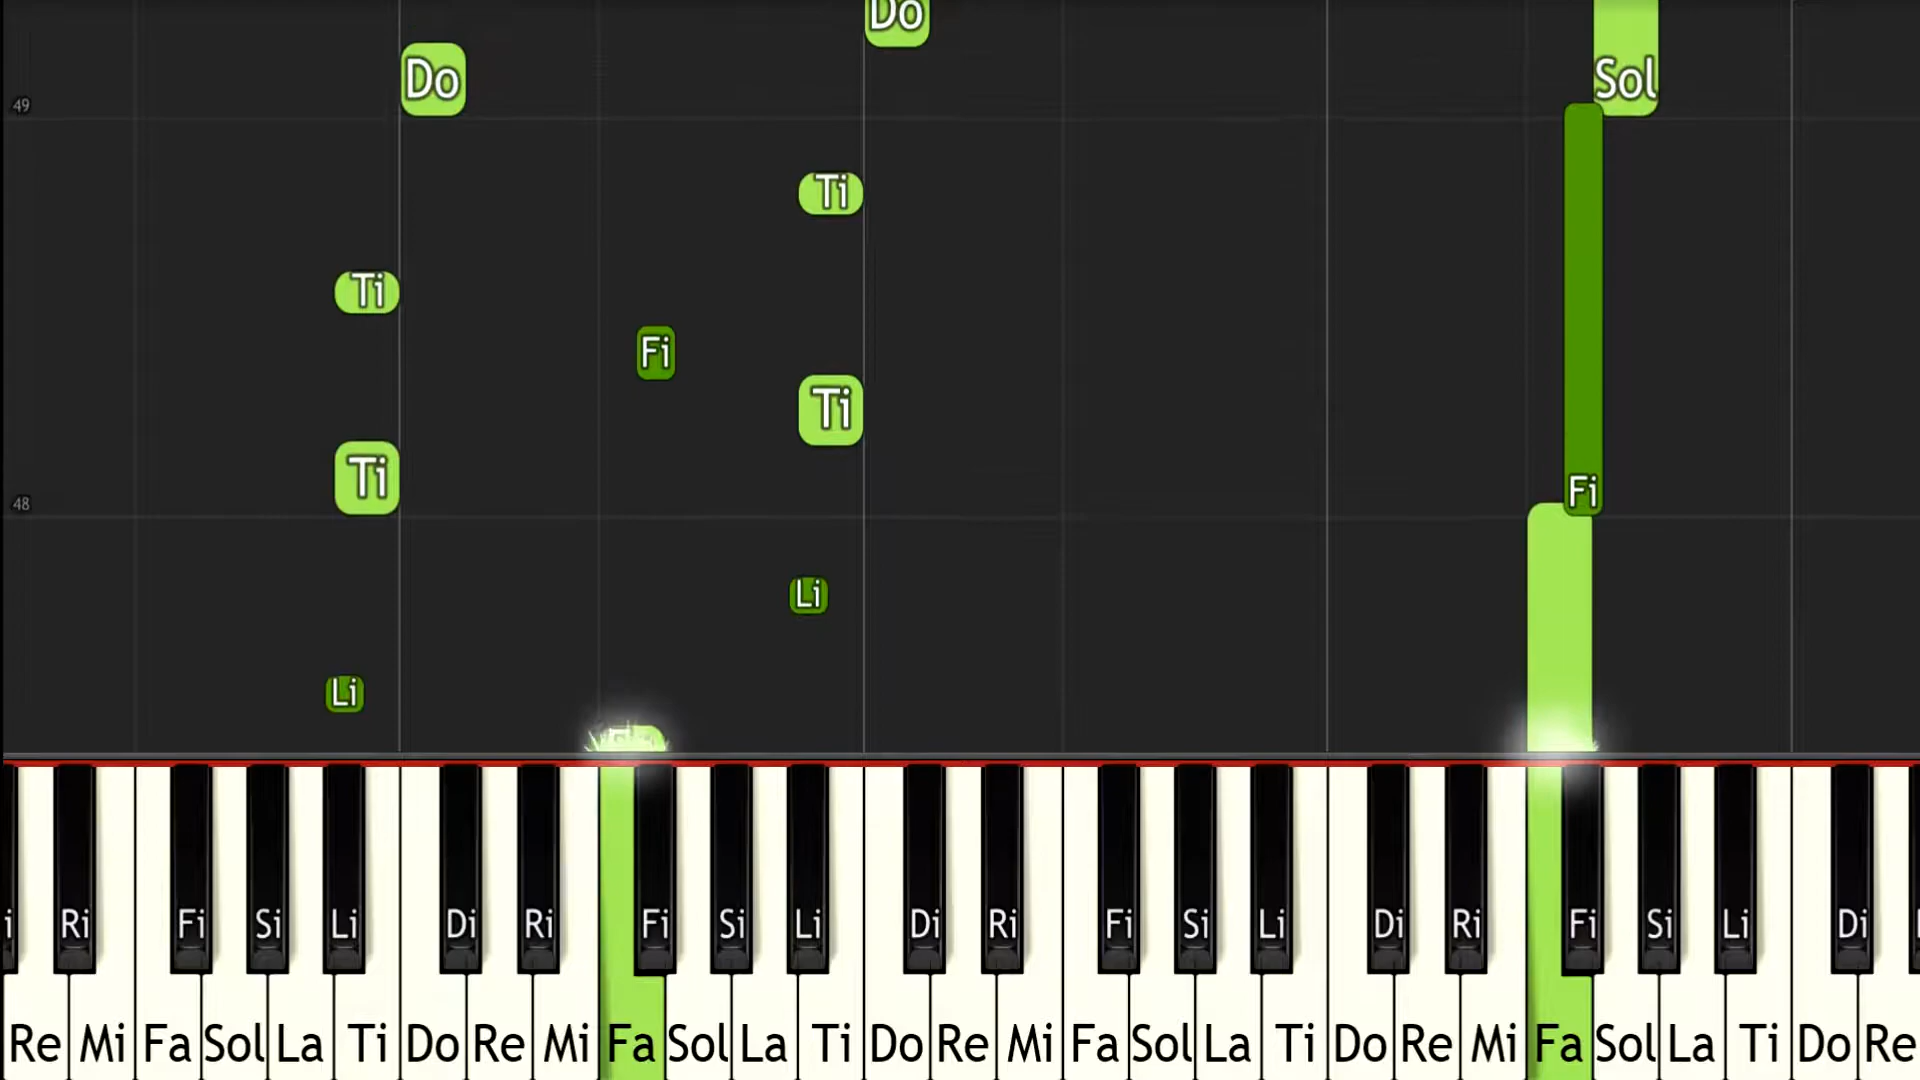 Do
Do
Sol
49
Ti
Ti
Fi
Ti
Ti
Fi
48
Li
Li
i Ri Fi Si Li Di Ri Fi Si Li Di Ri Fi Si Li Di Ri Fi Si Li Di
Re Mi Fa Sol La Ti Do Re Mi Fa Sol La Ti Do Re Mi Fa Sol La Ti Do Re Mi Fa Sol La Ti Do Re